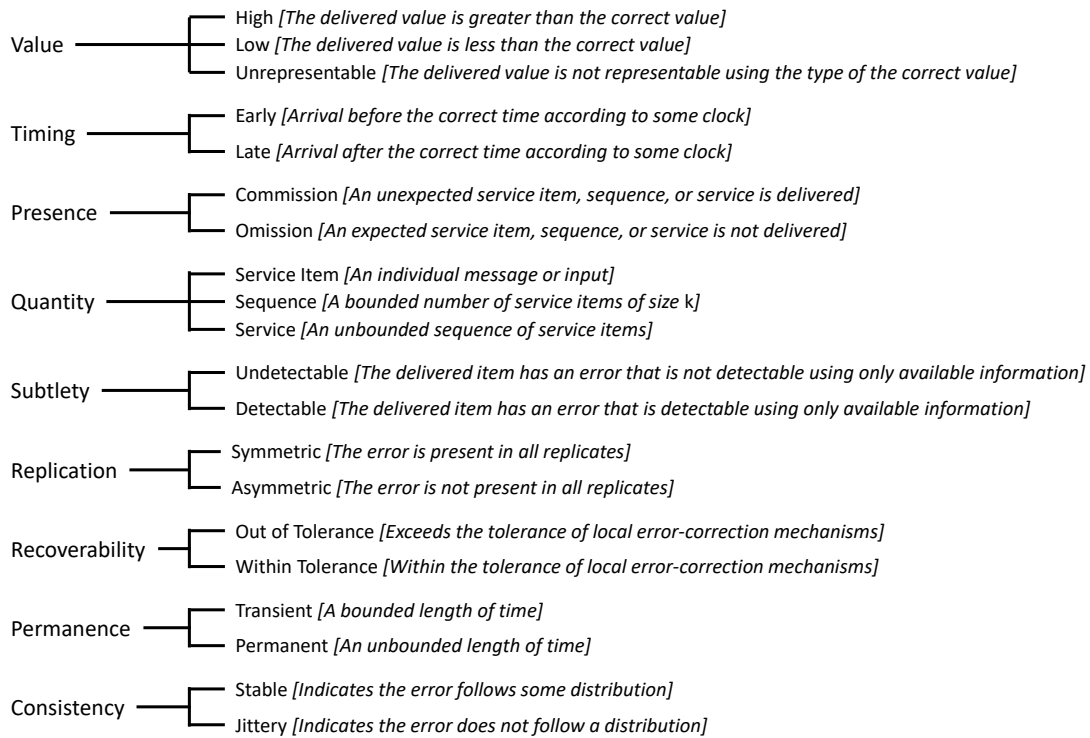 Value
High [The delivered value is greater than the correct value]
Low [The delivered value is less than the correct value]
Unrepresentable [The delivered value is not representable using the type of the correct value]
Timing
Early [Arrival before the correct time according to some clock]
Late [Arrival after the correct time according to some clock]
Presence
Commission [An unexpected service item, sequence, or service is delivered]
Omission [An expected service item, sequence, or service is not delivered]
Quantity
Service Item [An individual message or input]
Sequence [A bounded number of service items of size k]
Service [An unbounded sequence of service items]
Subtlety
Undetectable [The delivered item has an error that is not detectable using only available information]
Detectable [The delivered item has an error that is detectable using only available information]
Replication
Symmetric [The error is present in all replicates]
Asymmetric [The error is not present in all replicates]
Recoverability
Out of Tolerance [Exceeds the tolerance of local error-correction mechanisms]
Within Tolerance [Within the tolerance of local error-correction mechanisms]
Permanence
Transient [A bounded length of time]
Permanent [An unbounded length of time]
Consistency
Stable [Indicates the error follows some distribution]
Jittery [Indicates the error does not follow a distribution]